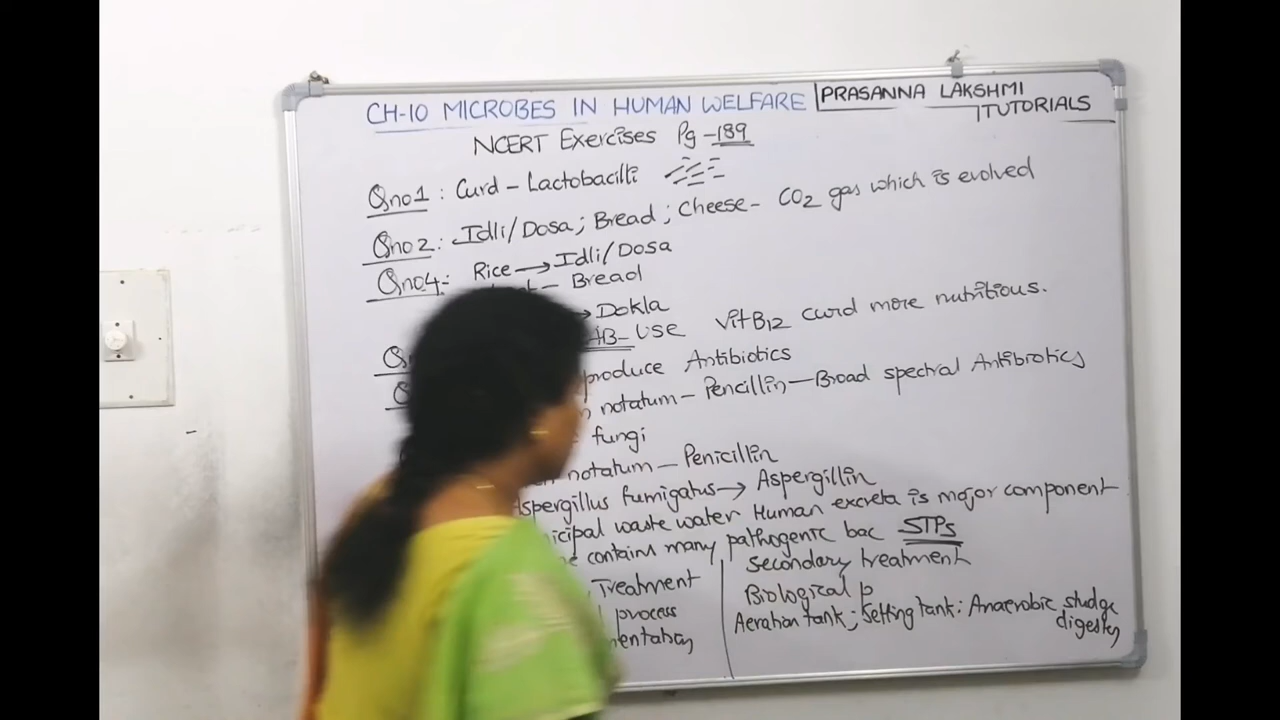 CH-10 MICROBES IN HUMAN WELFARE
PRASANNA LAKSHMI
TUTORIALS
NCERT Exercises Pg-189
Qno1: Curd - Lactobacilli
Qno2: Idli/Dosa; Bread; Cheese- CO2 gas which is evolved
Qno4: Rice → Idli/Dosa
- Bread
→ Dokla
- USE VitB12 curd more nutritious.
produce Antibiotics
notatum - Pencillin - Broad spectral Antibiotics
fungi
notatum - Penicillin
Aspergillus fumigatus → Aspergillin
waste water Human excreta is major component
contains many pathogenic bac STPs
Treatment
process
Secondary treatment
Biological p
Aeration tank; Setting tank: Anaerobic sludge